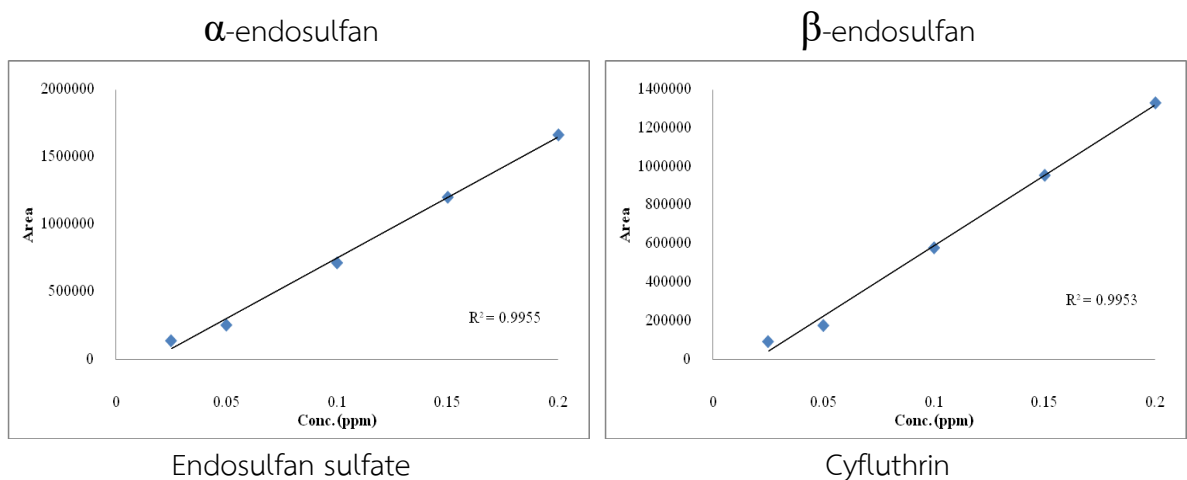 α-endosulfan
β-endosulfan
2000000
1500000
1000000
500000
0
Area
R² = 0.9955
0 0.05 0.1 0.15 0.2
Conc. (ppm)
1400000
1200000
1000000
800000
600000
400000
200000
0
Area
R² = 0.9953
0 0.05 0.1 0.15 0.2
Conc. (ppm)
Endosulfan sulfate
Cyfluthrin